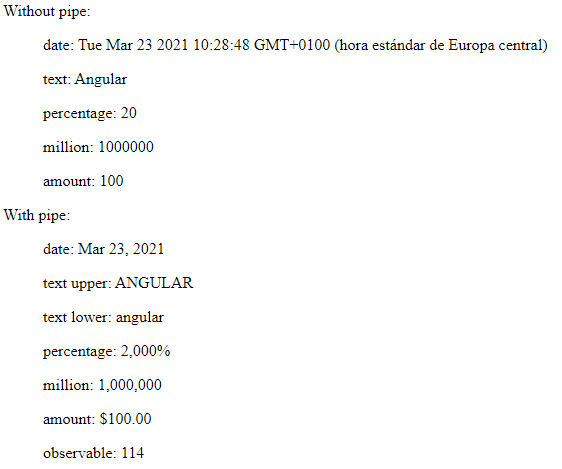 Without pipe:
date: Tue Mar 23 2021 10:28:48 GMT+0100 (hora estándar de Europa central)
text: Angular
percentage: 20
million: 1000000
amount: 100
With pipe:
date: Mar 23, 2021
text upper: ANGULAR
text lower: angular
percentage: 2,000%
million: 1,000,000
amount: $100.00
observable: 114